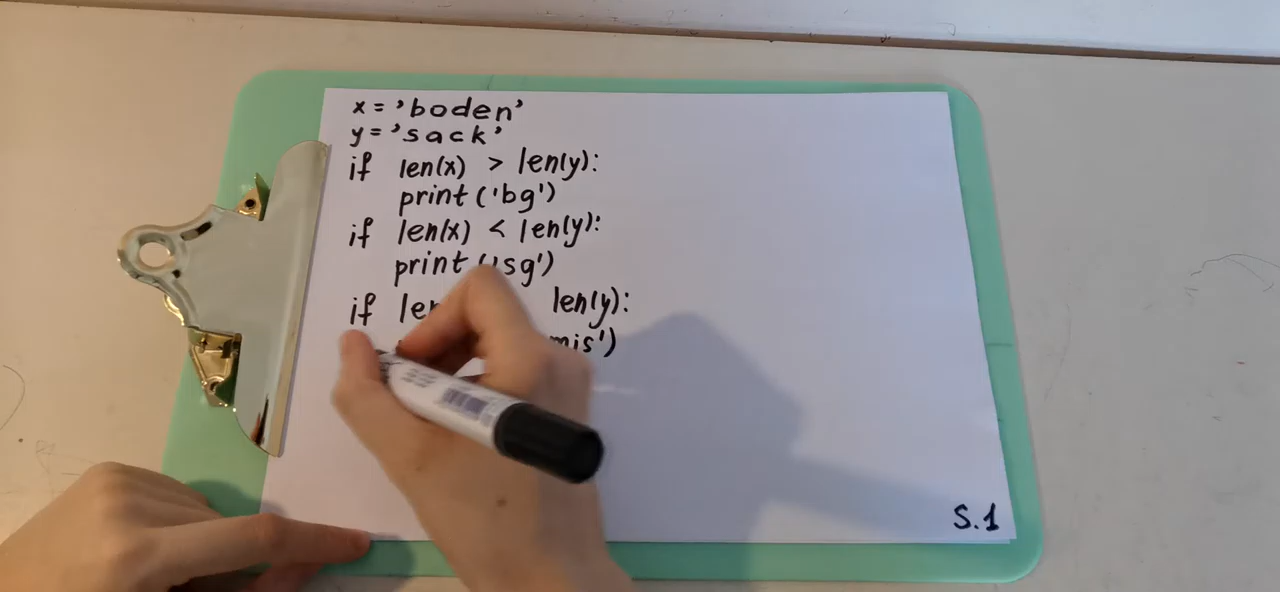 x = 'boden'
y = 'sack'
if len(x) > len(y):
print('bg')
if len(x) < len(y):
print('sg')
if len(y):
mis')
S.1